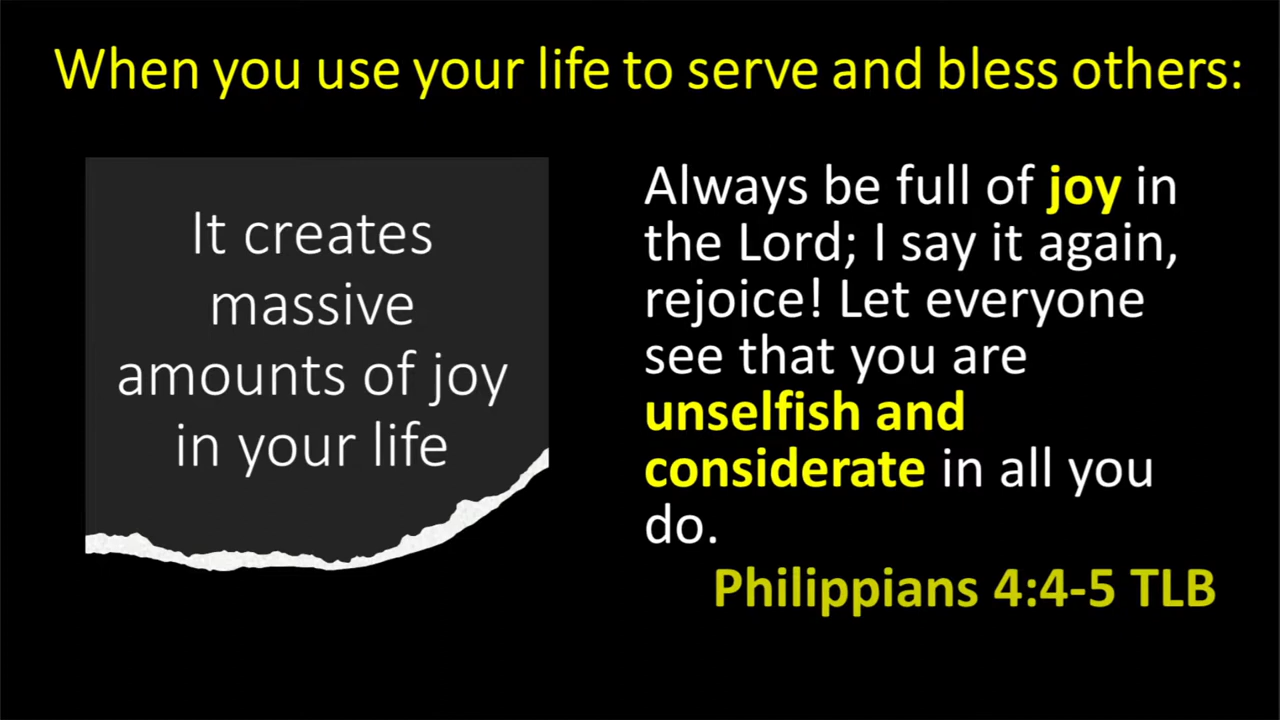 When you use your life to serve and bless others:
It creates
massive
amounts of joy
in your life
Always be full of joy in
the Lord; I say it again,
rejoice! Let everyone
see that you are
unselfish and
considerate in all you
do.
Philippians 4:4-5 TLB